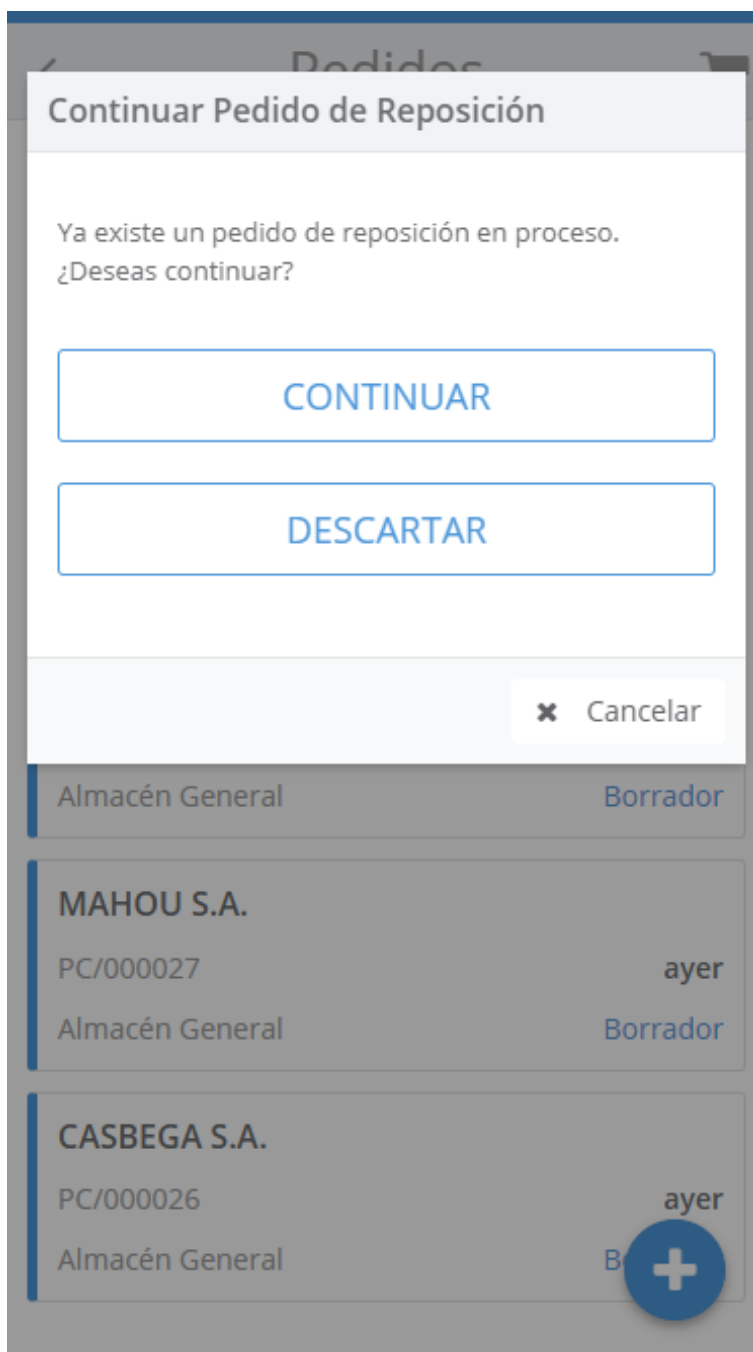 Pedidos
Continuar Pedido de Reposición
Ya existe un pedido de reposición en proceso.
¿Deseas continuar?
CONTINUAR
DESCARTAR
Cancelar
Almacén General Borrador
MAHOU S.A.
PC/000027 ayer
Almacén General Borrador
CASBEGA S.A.
PC/000026 ayer
Almacén General